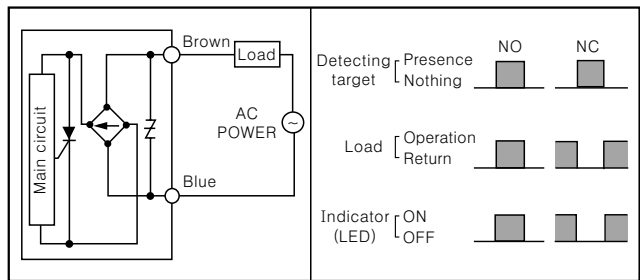 Main circuit
Brown
Load
AC
POWER
~
Blue
NO NC
Detecting target Presence
Nothing
Load Operation
Return
Indicator (LED) ON
OFF